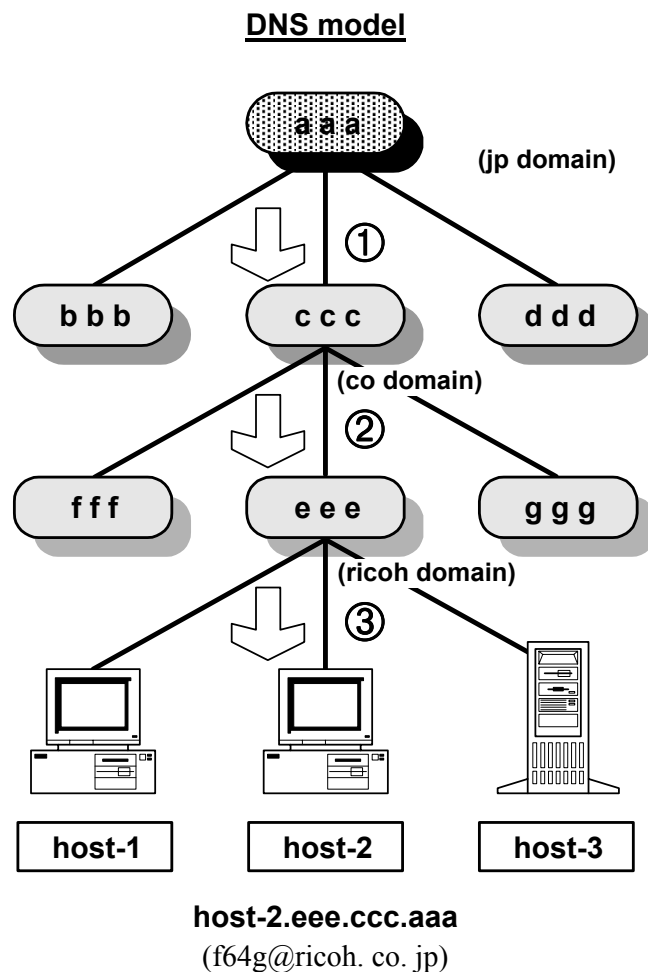 DNS model
a a a
(jp domain)
①
b b b
c c c
d d d
(co domain)
②
f f f
e e e
g g g
(ricoh domain)
③
host-1
host-2
host-3
host-2.eee.ccc.aaa
(f64g@ricoh. co. jp)